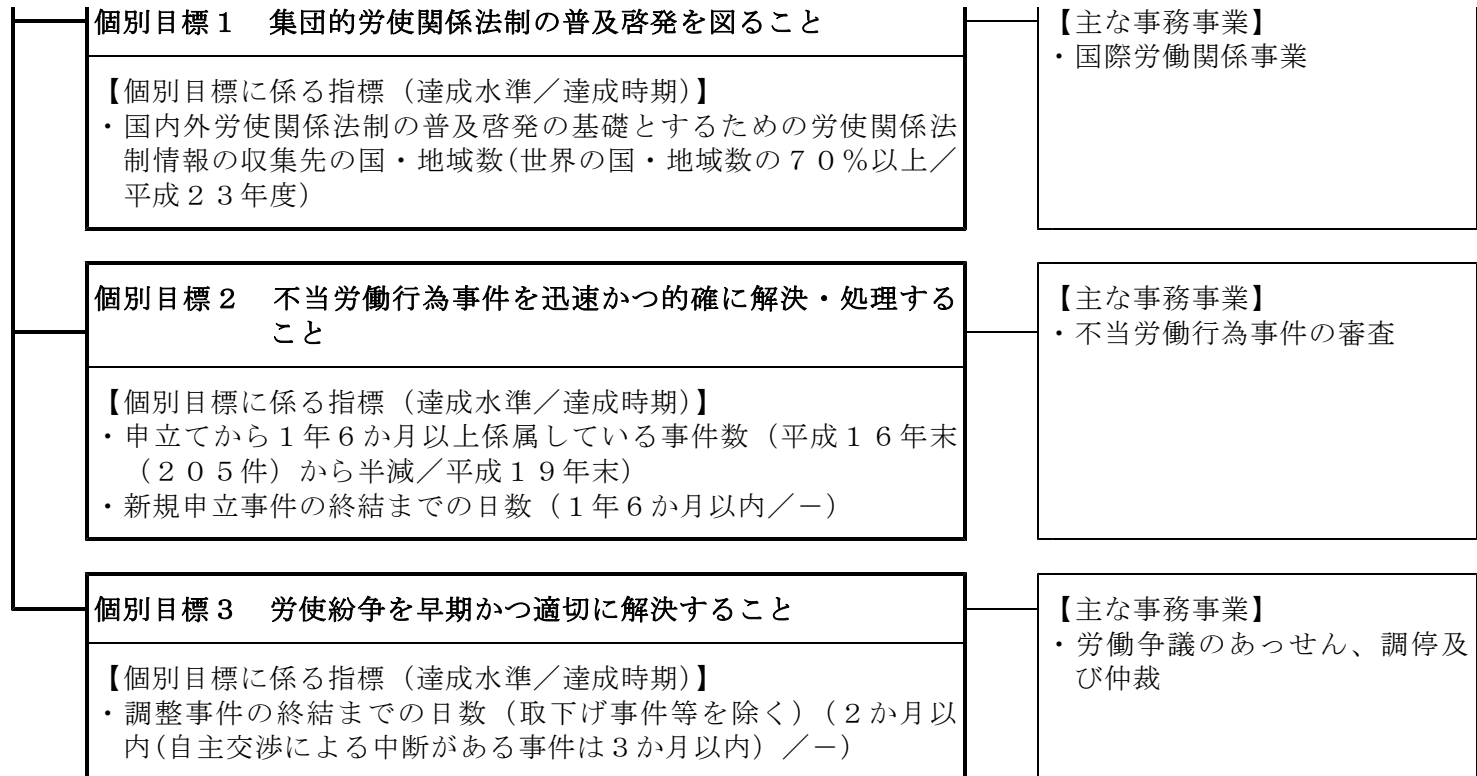 個別目標１　集団的労使関係法制の普及啓発を図ること
【個別目標に係る指標（達成水準／達成時期）】
・国内外労使関係法制の普及啓発の基礎とするための労使関係法
制情報の収集先の国・地域数(世界の国・地域数の７０％以上／
平成２３年度）
【主な事務事業】
・国際労働関係事業
個別目標２　不当労働行為事件を迅速かつ的確に解決・処理する
こと
【個別目標に係る指標（達成水準／達成時期）】
・申立てから１年６か月以上係属している事件数（平成１６年末
（２０５件）から半減／平成１９年末）
・新規申立事件の終結までの日数（１年６か月以内／－）
【主な事務事業】
・不当労働行為事件の審査
個別目標３　労使紛争を早期かつ適切に解決すること
【個別目標に係る指標（達成水準／達成時期）】
・調整事件の終結までの日数（取下げ事件等を除く）（２か月以
内(自主交渉による中断がある事件は３か月以内）／－）
【主な事務事業】
・労働争議のあっせん、調停及
び仲裁